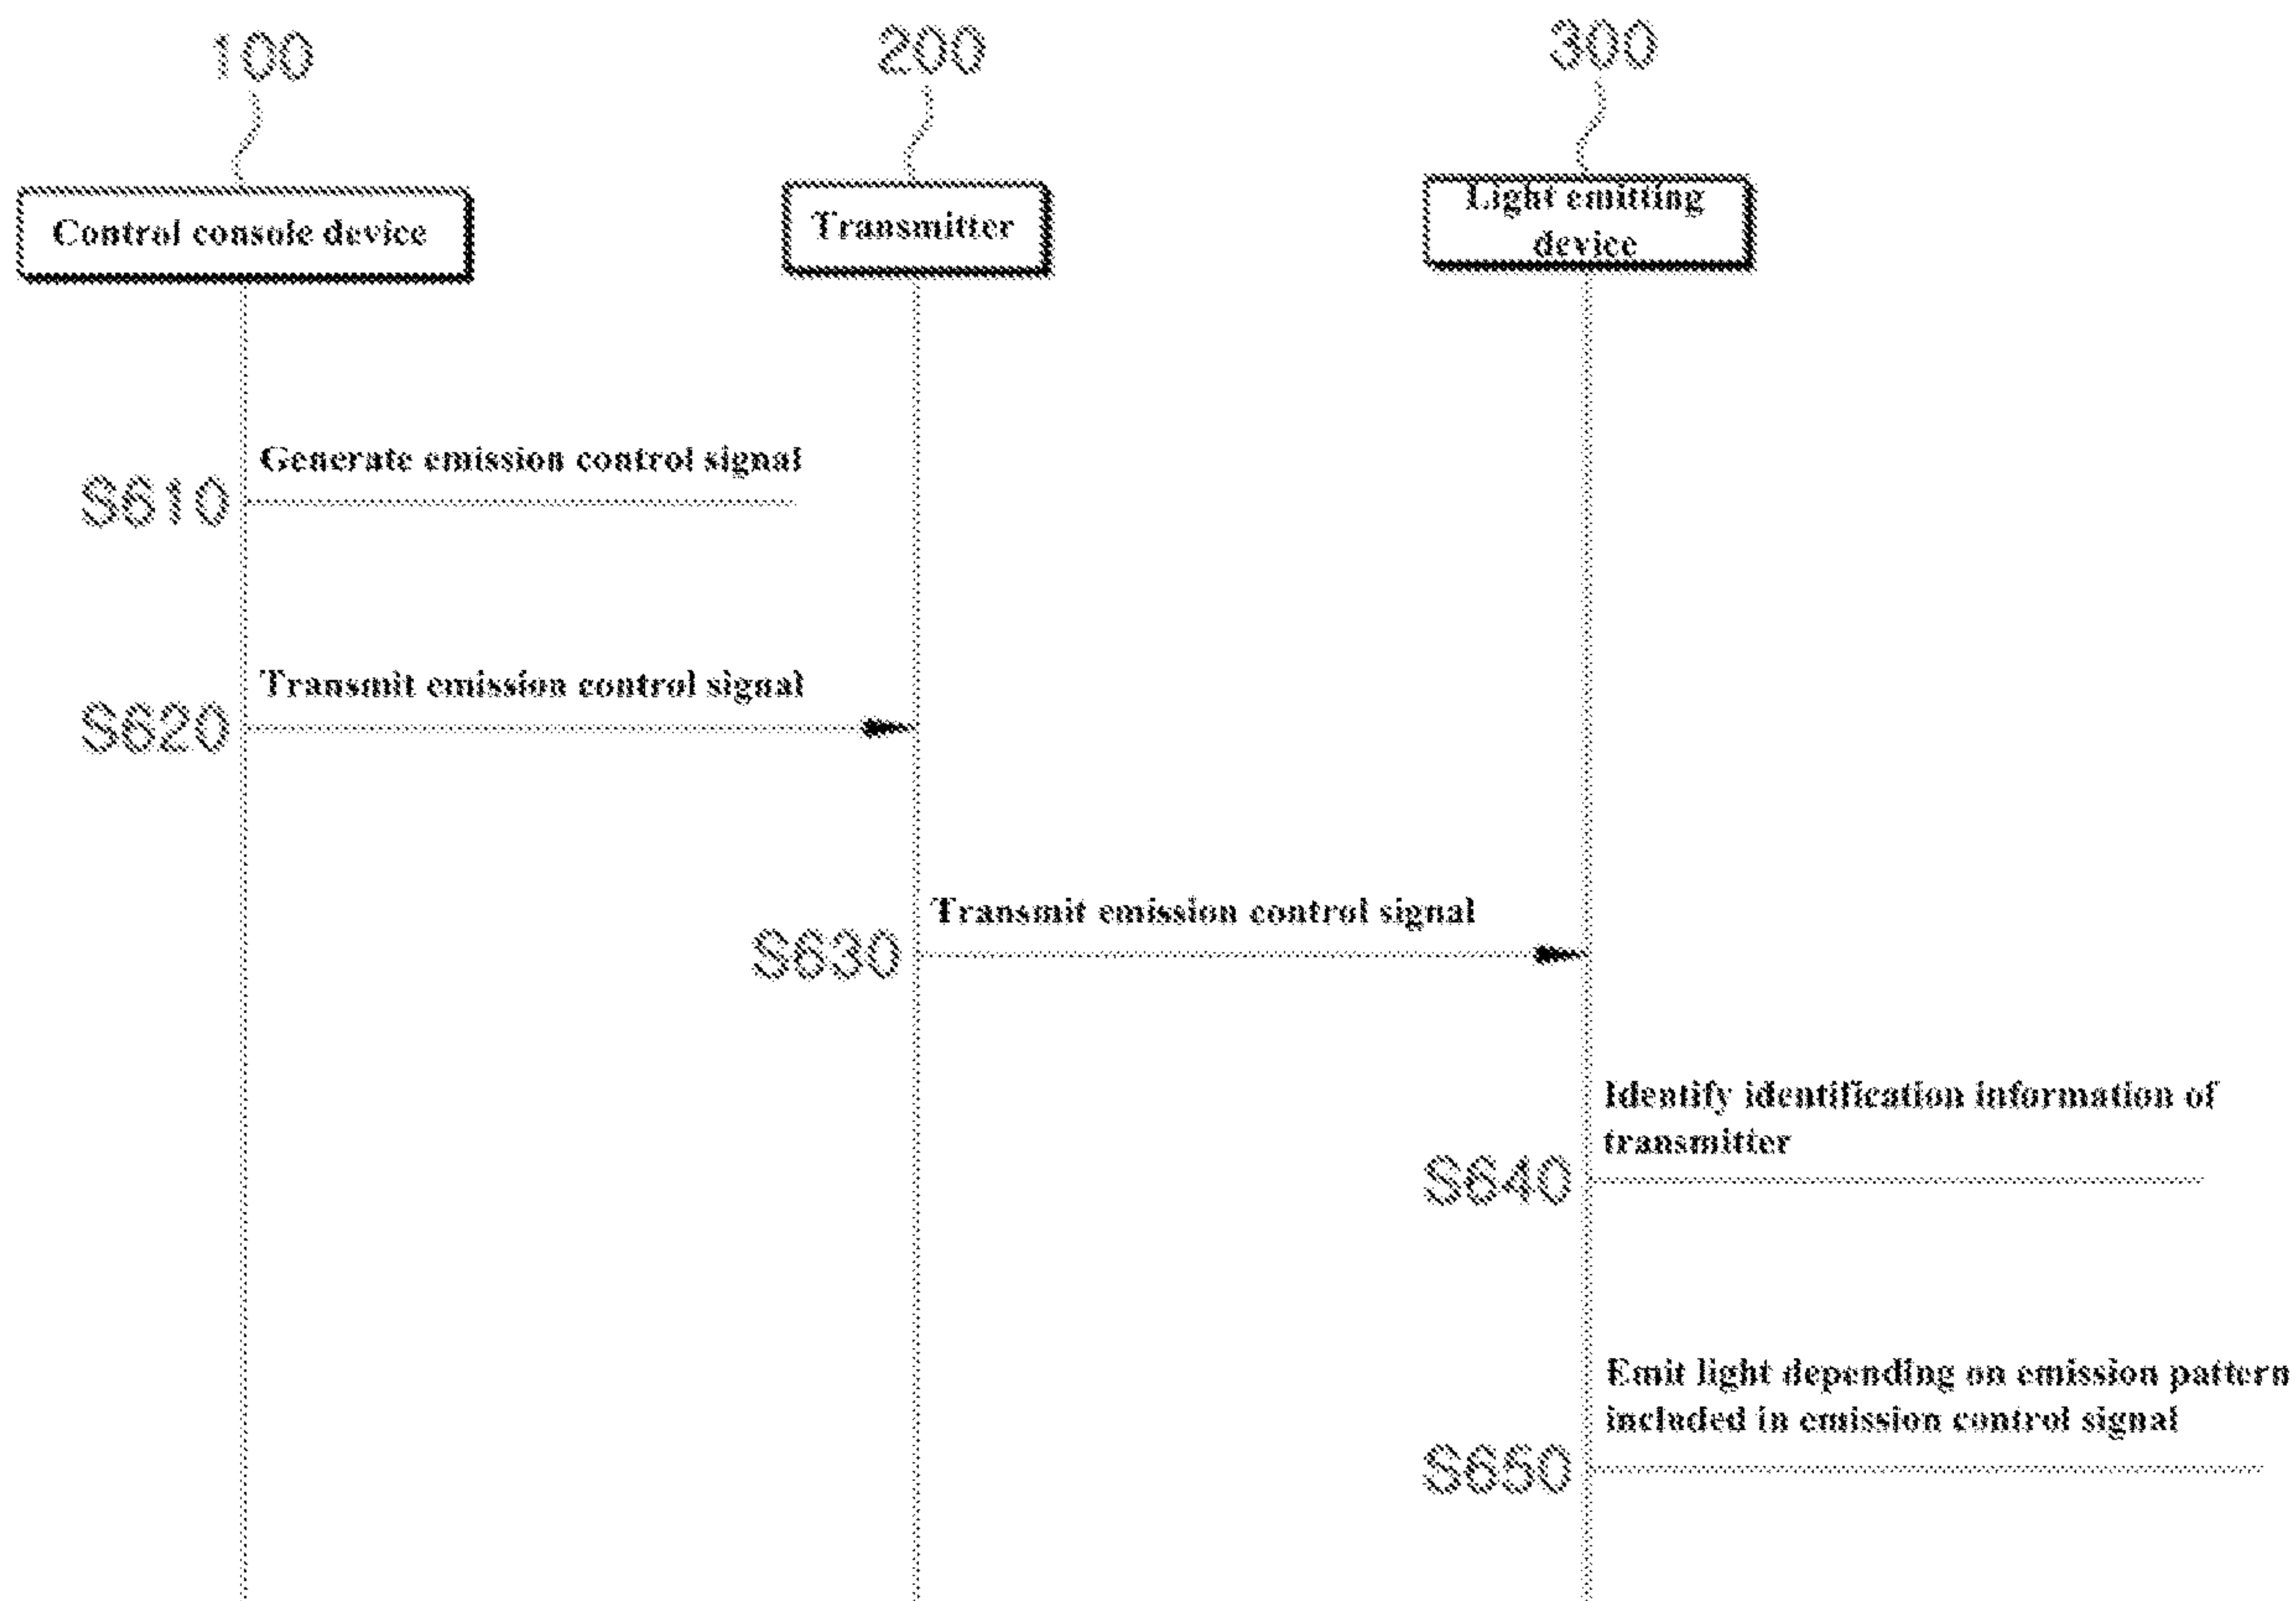 100
200
300
Control console device
Transmitter
Light emitting
device
Generate emission control signal
S610
Transmit emission control signal
S620
Transmit emission control signal
S630
Identify identification information of
transmitter
S640
Emit light depending on emission pattern
included in emission control signal
S650